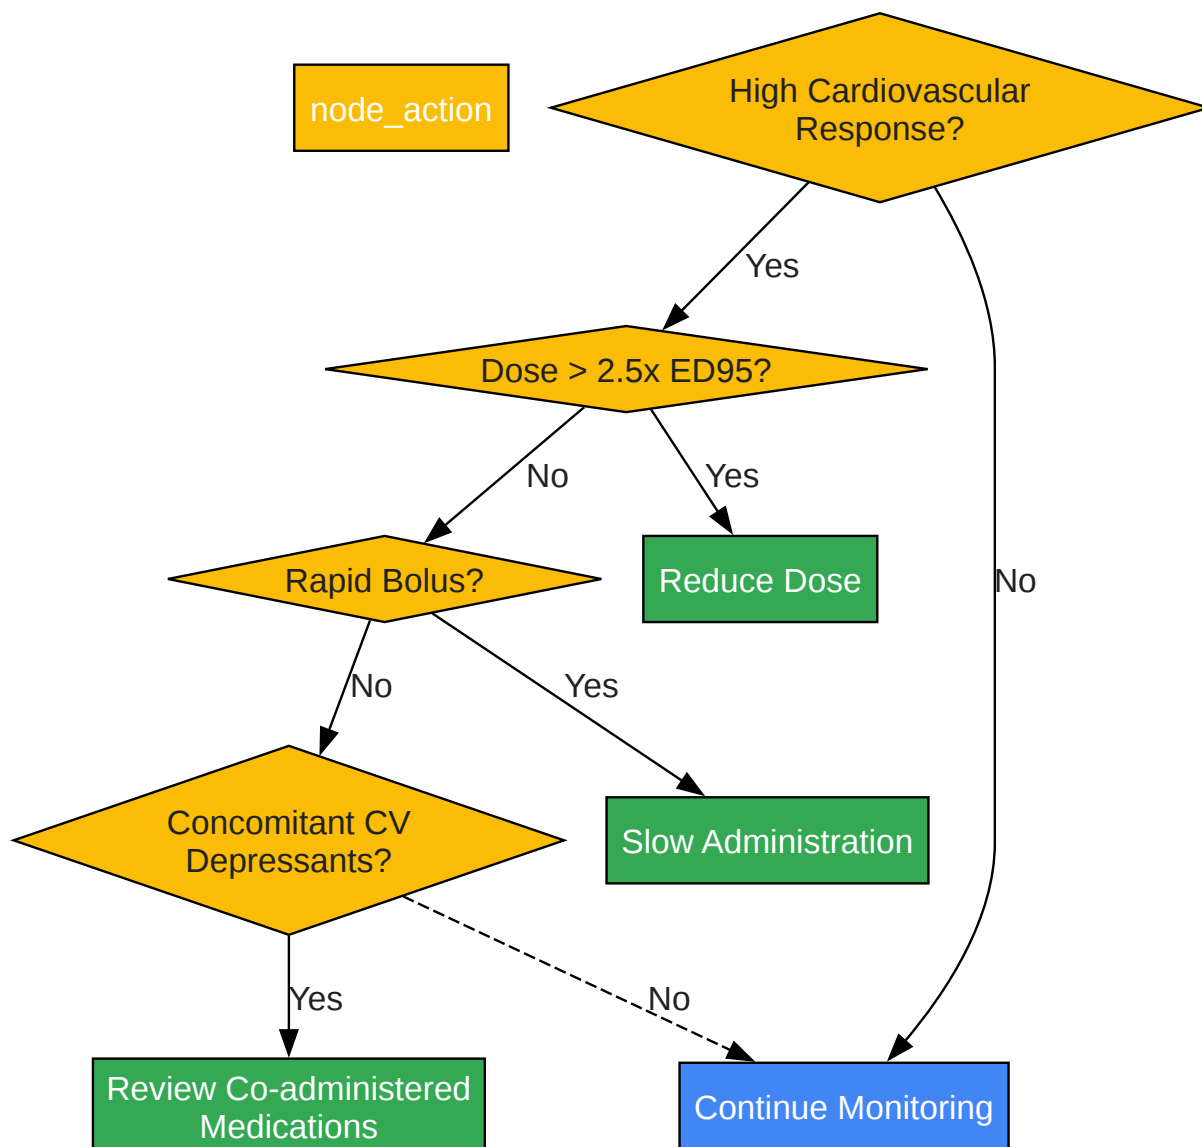 node_action
High Cardiovascular
Response?
Yes
Dose > 2.5x ED95?
No
Yes
Rapid Bolus?
Reduce Dose
No
No
Yes
Concomitant CV
Depressants?
Slow Administration
Yes
No
Review Co-administered
Medications
Continue Monitoring